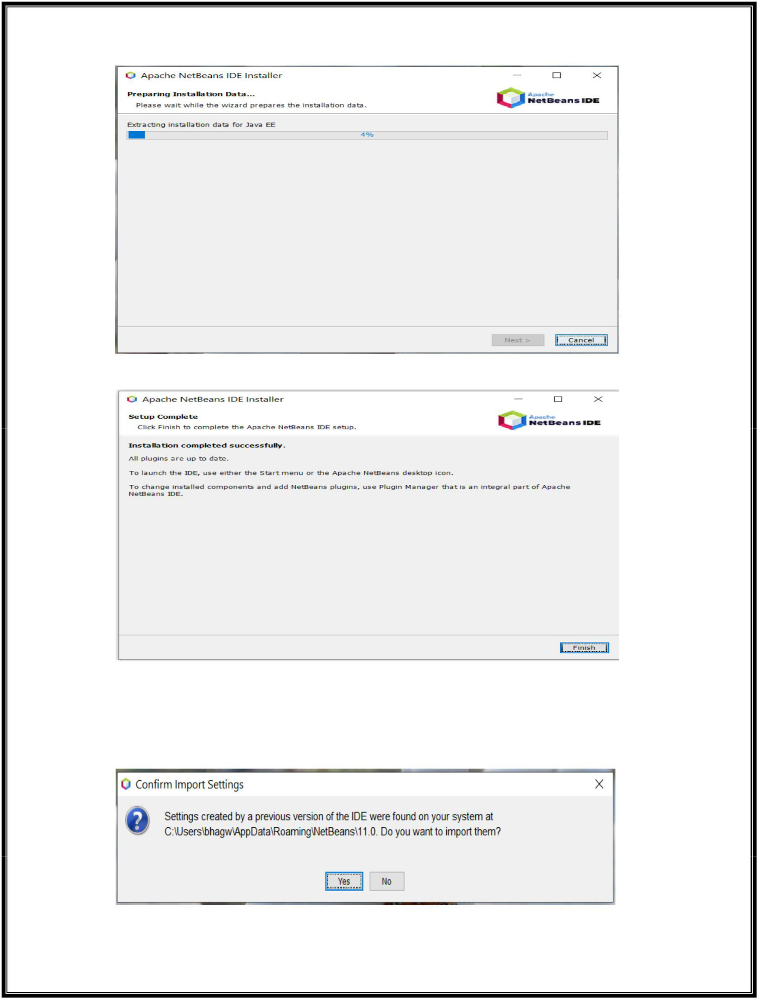 Apache NetBeans IDE Installer
Preparing Installation Data...
Please wait while the wizard prepares the installation data.
Apache
NetBeans IDE
Extracting installation data for Java EE
4%
Next >
Cancel
Apache NetBeans IDE Installer
Setup Complete
Click Finish to complete the Apache NetBeans IDE setup.
Apache
NetBeans IDE
Installation completed successfully.
All plugins are up to date.
To launch the IDE, use either the Start menu or the Apache NetBeans desktop icon.
To change installed components and add NetBeans plugins, use Plugin Manager that is an integral part of Apache
NetBeans IDE.
Finish
Confirm Import Settings
Settings created by a previous version of the IDE were found on your system at
C:\Users\bhagw\AppData\Roaming\NetBeans\11.0. Do you want to import them?
Yes
No